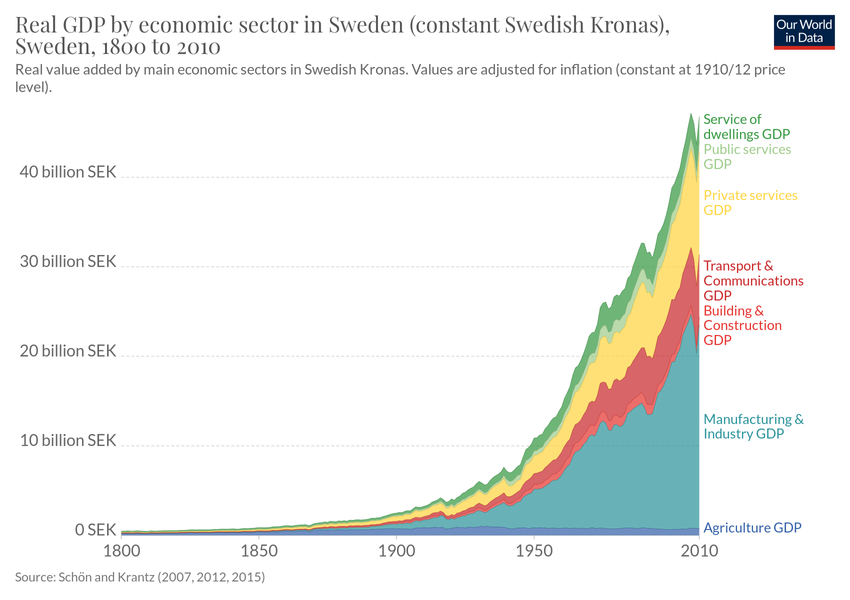 Real GDP by economic sector in Sweden (constant Swedish Kronas),
Sweden, 1800 to 2010
Our World
in Data
Real value added by main economic sectors in Swedish Kronas. Values are adjusted for inflation (constant at 1910/12 price
level).
Service of
dwellings GDP
Public services
GDP
40 billion SEK
Private services
GDP
30 billion SEK
Transport &
Communications
GDP
Building &
Construction
GDP
20 billion SEK
Manufacturing &
Industry GDP
10 billion SEK
Agriculture GDP
0 SEK
1800
1850
1900
1950
2010
Source: Schön and Krantz (2007, 2012, 2015)